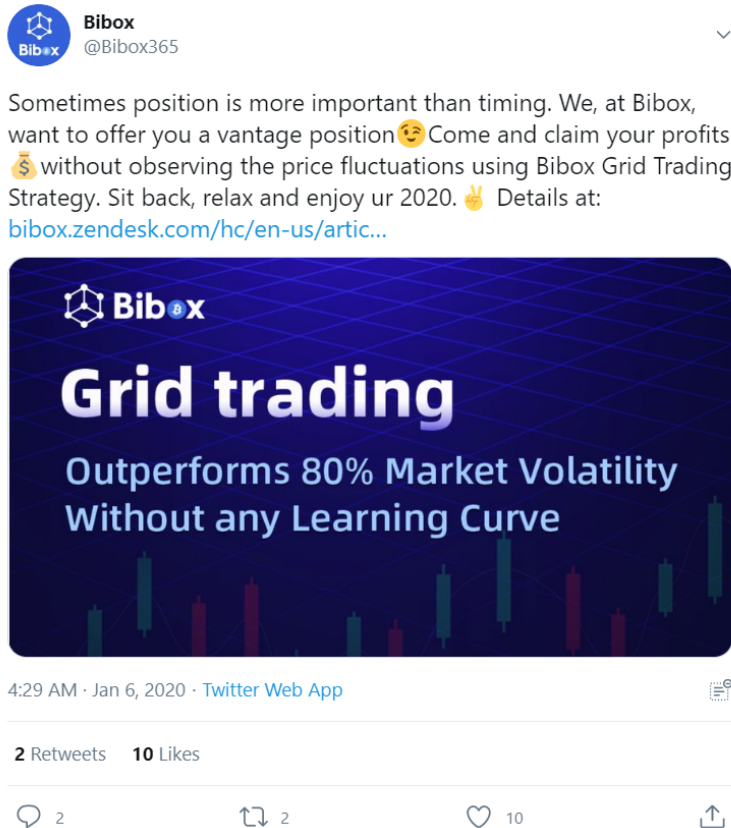 Bibox
@Bibox365
Bibox
Sometimes position is more important than timing. We, at Bibox,
want to offer you a vantage position😉Come and claim your profits
💰without observing the price fluctuations using Bibox Grid Trading
Strategy. Sit back, relax and enjoy ur 2020.✌ Details at:
bibox.zendesk.com/hc/en-us/artic...
Bibox
Grid trading
Outperforms 80% Market Volatility
Without any Learning Curve
4:29 AM · Jan 6, 2020 · Twitter Web App
2 Retweets 10 Likes
2 2 10